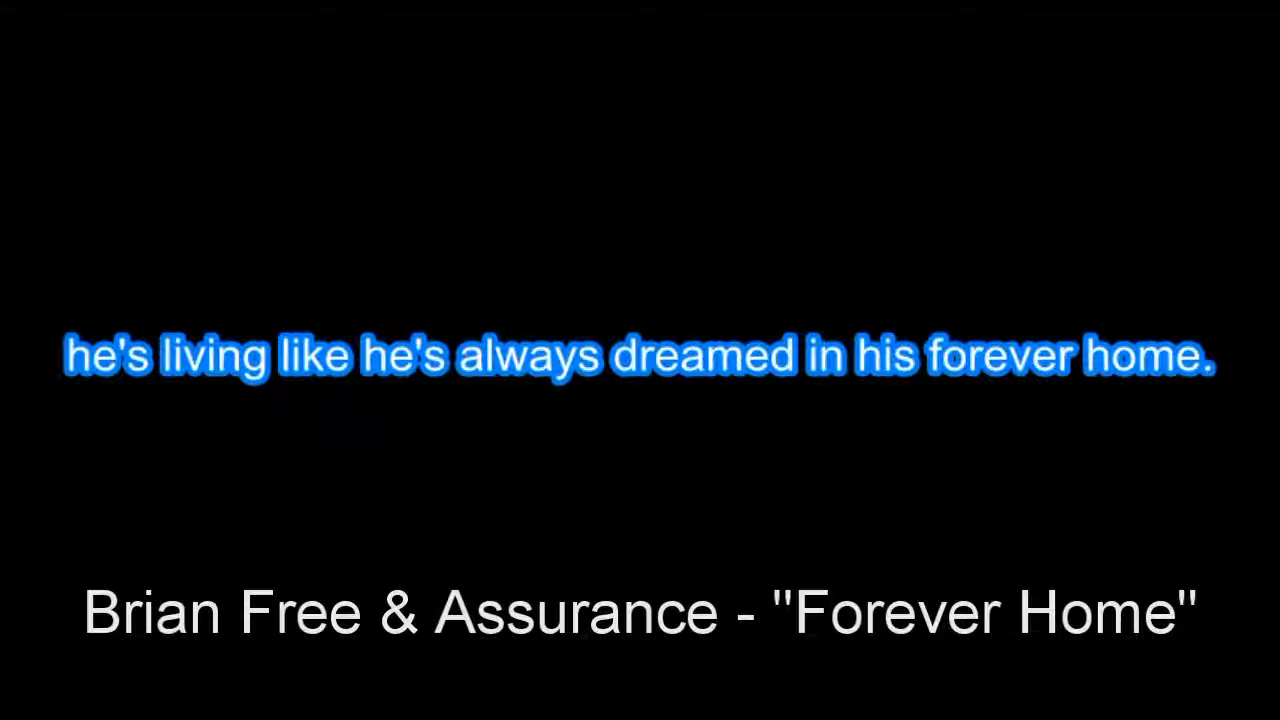 he's living like he's always dreamed in his forever home.
Brian Free & Assurance - "Forever Home"